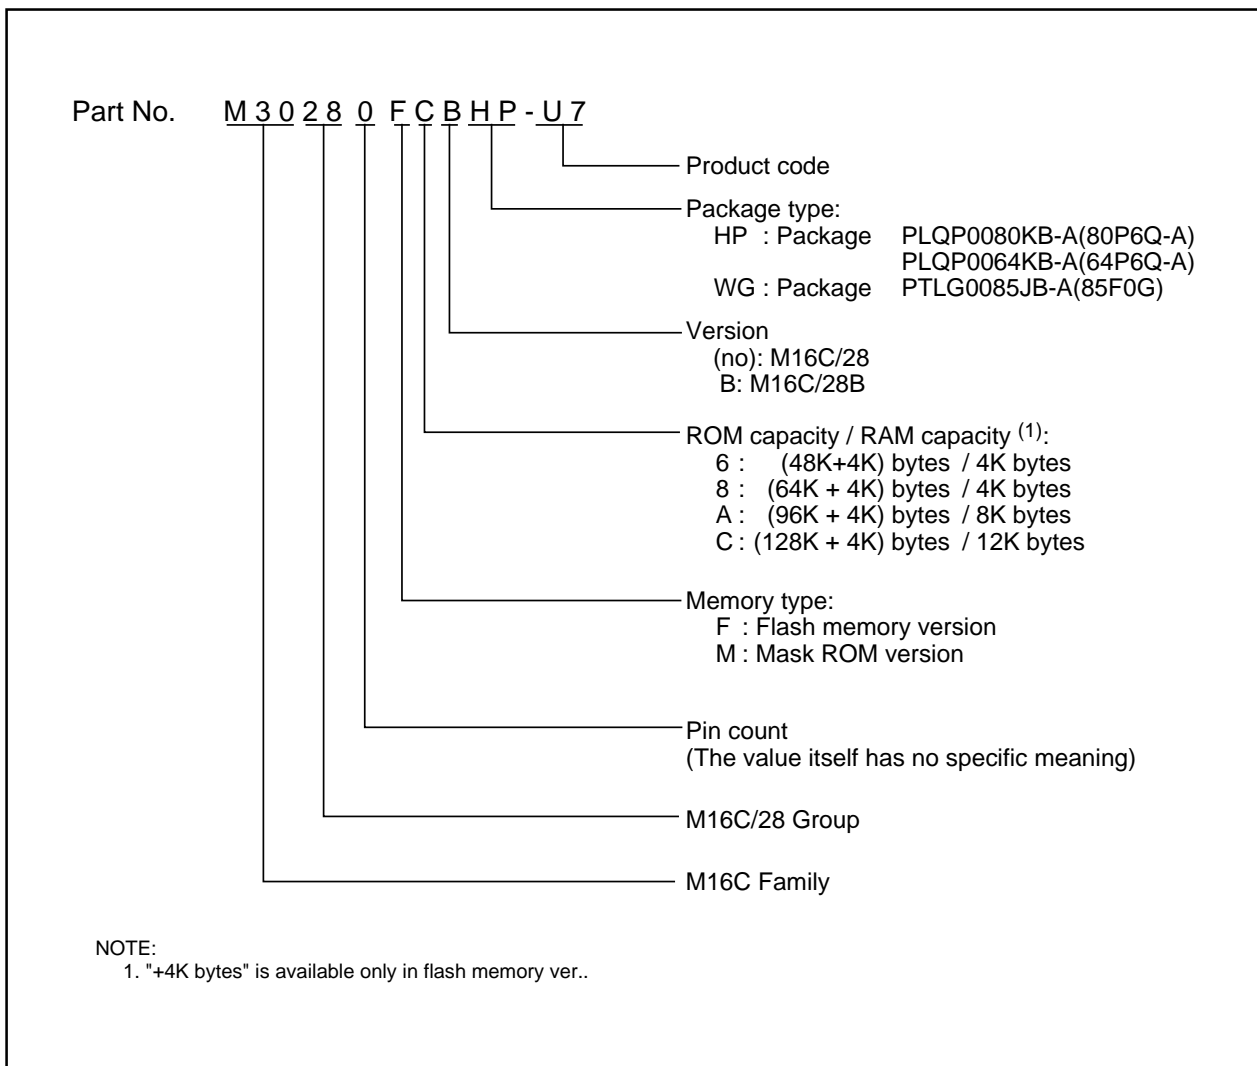 Part No. M30280FCBHP-U7
Product code
Package type:
HP : Package PLQP0080KB-A(80P6Q-A)
PLQP0064KB-A(64P6Q-A)
WG : Package PTLG0085JB-A(85F0G)
Version
(no): M16C/28
B: M16C/28B
ROM capacity / RAM capacity (1):
6 : (48K+4K) bytes / 4K bytes
8 : (64K + 4K) bytes / 4K bytes
A : (96K + 4K) bytes / 8K bytes
C : (128K + 4K) bytes / 12K bytes
Memory type:
F : Flash memory version
M : Mask ROM version
Pin count
(The value itself has no specific meaning)
M16C/28 Group
M16C Family
NOTE:
1. "+4K bytes" is available only in flash memory ver..